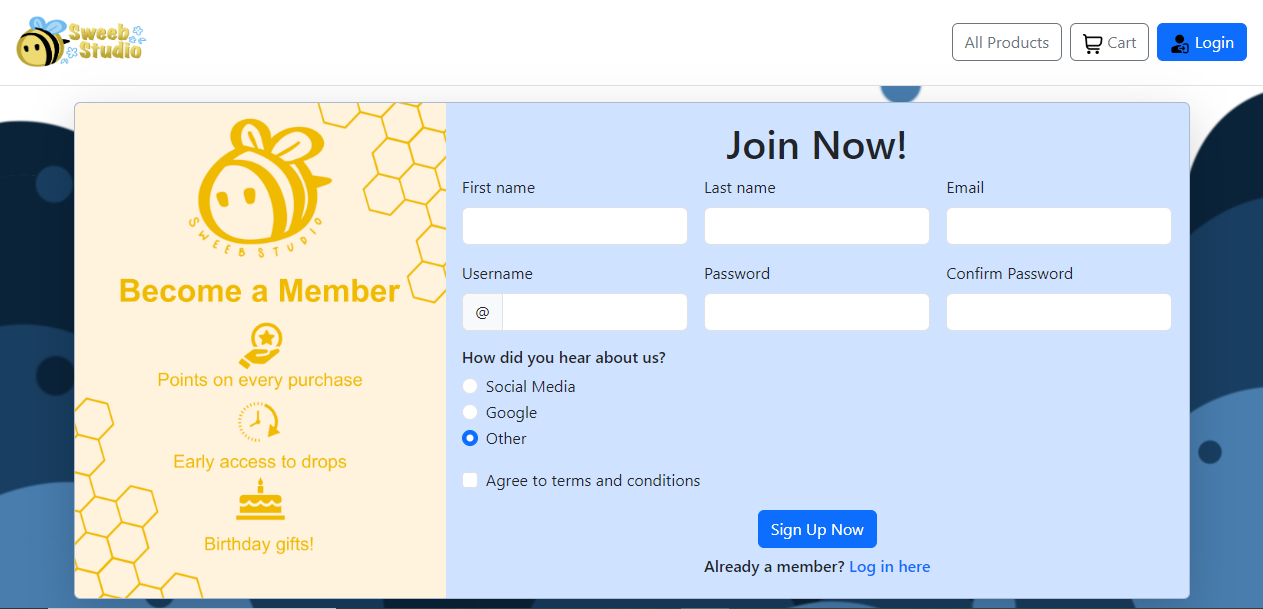 Sweeb
Studio
All Products
Cart
Login
SWEEB STUDIO
Become a Member
Points on every purchase
Early access to drops
Birthday gifts!
Join Now!
First name
Last name
Email
Username
Password
Confirm Password
@
How did you hear about us?
Social Media
Google
Other
Agree to terms and conditions
Sign Up Now
Already a member? Log in here